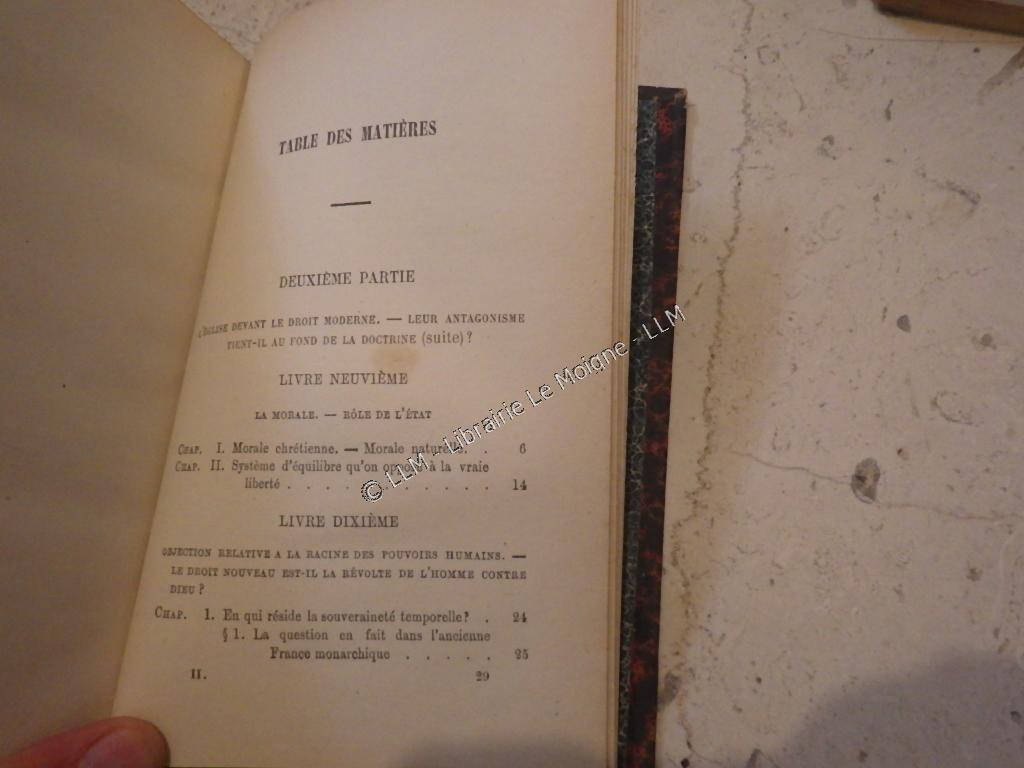 TABLE DES MATIÈRES
DEUXIÈME PARTIE
L'ÉGLISE DEVANT LE DROIT MODERNE. — LEUR ANTAGONISME
TIENT-IL AU FOND DE LA DOCTRINE (suite) ?
LIVRE NEUVIÈME
LA MORALE. — RÔLE DE L'ÉTAT
CHAP. I. Morale chrétienne. — Morale naturelle. . 6
CHAP. II. Système d'équilibre qu'on oppose à la vraie
liberté . . . . . . . . . . . . 14
LIVRE DIXIÈME
OBJECTION RELATIVE A LA RACINE DES POUVOIRS HUMAINS. —
LE DROIT NOUVEAU EST-IL LA RÉVOLTE DE L'HOMME CONTRE
DIEU ?
CHAP. I. En qui réside la souveraineté temporelle? . 24
§ 1. La question en fait dans l'ancienne
France monarchique . . . . . 25
II. 29
© LLM - Librairie Le Moigne - LLM